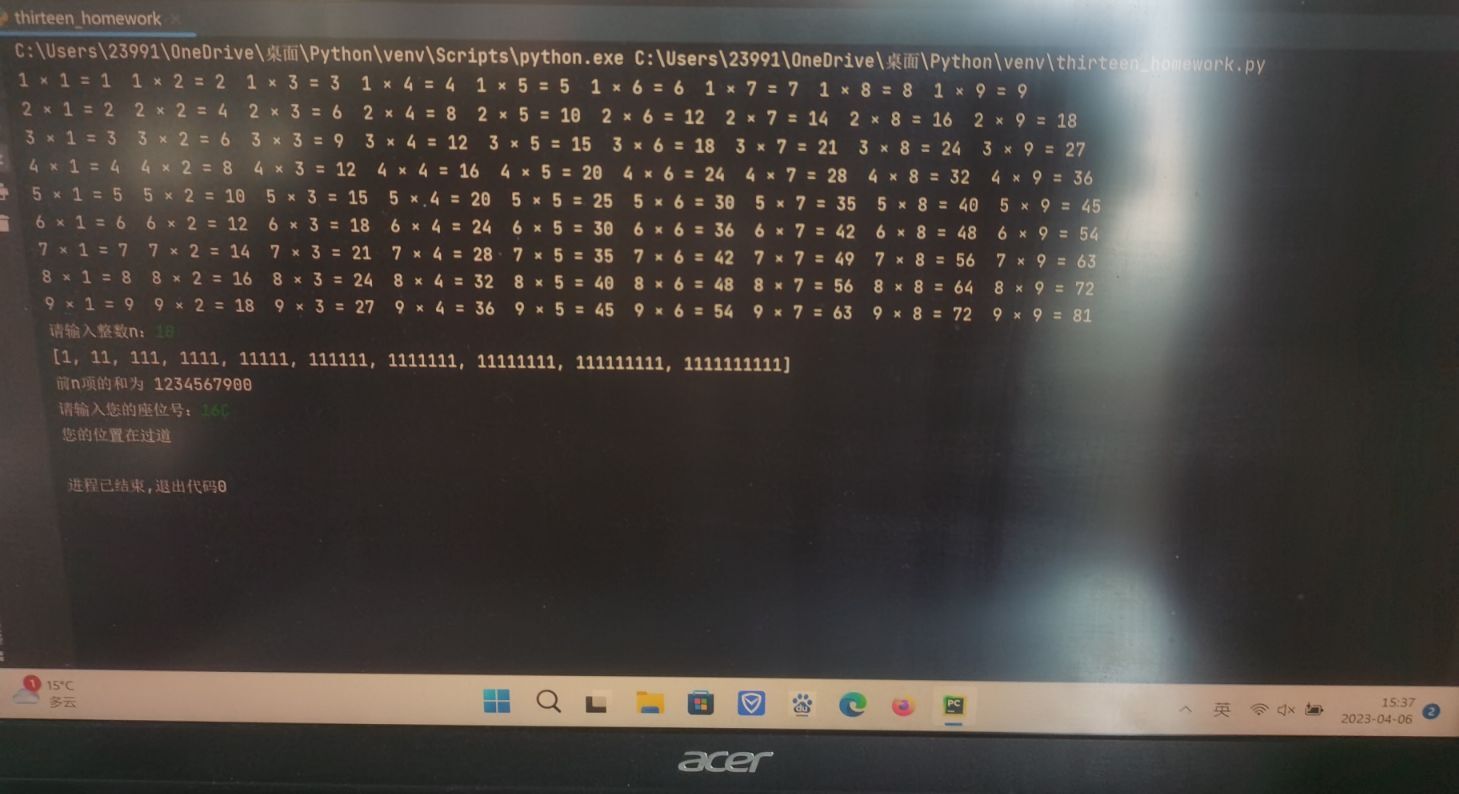 thirteen_homework
C:\Users\23991\OneDrive\桌面\Python\venv\Scripts\python.exe C:\Users\23991\OneDrive\桌面\Python\venv\thirteen_homework.py
1 × 1 = 1 1 × 2 = 2 1 × 3 = 3 1 × 4 = 4 1 × 5 = 5 1 × 6 = 6 1 × 7 = 7 1 × 8 = 8 1 × 9 = 9
2 × 1 = 2 2 × 2 = 4 2 × 3 = 6 2 × 4 = 8 2 × 5 = 10 2 × 6 = 12 2 × 7 = 14 2 × 8 = 16 2 × 9 = 18
3 × 1 = 3 3 × 2 = 6 3 × 3 = 9 3 × 4 = 12 3 × 5 = 15 3 × 6 = 18 3 × 7 = 21 3 × 8 = 24 3 × 9 = 27
4 × 1 = 4 4 × 2 = 8 4 × 3 = 12 4 × 4 = 16 4 × 5 = 20 4 × 6 = 24 4 × 7 = 28 4 × 8 = 32 4 × 9 = 36
5 × 1 = 5 5 × 2 = 10 5 × 3 = 15 5 × 4 = 20 5 × 5 = 25 5 × 6 = 30 5 × 7 = 35 5 × 8 = 40 5 × 9 = 45
6 × 1 = 6 6 × 2 = 12 6 × 3 = 18 6 × 4 = 24 6 × 5 = 30 6 × 6 = 36 6 × 7 = 42 6 × 8 = 48 6 × 9 = 54
7 × 1 = 7 7 × 2 = 14 7 × 3 = 21 7 × 4 = 28 7 × 5 = 35 7 × 6 = 42 7 × 7 = 49 7 × 8 = 56 7 × 9 = 63
8 × 1 = 8 8 × 2 = 16 8 × 3 = 24 8 × 4 = 32 8 × 5 = 40 8 × 6 = 48 8 × 7 = 56 8 × 8 = 64 8 × 9 = 72
9 × 1 = 9 9 × 2 = 18 9 × 3 = 27 9 × 4 = 36 9 × 5 = 45 9 × 6 = 54 9 × 7 = 63 9 × 8 = 72 9 × 9 = 81
请输入整数n: 10
[1, 11, 111, 1111, 11111, 111111, 1111111, 11111111, 111111111, 1111111111]
前n项的和为 1234567900
请输入您的座位号:
您的位置在过道
进程已结束,退出代码0
1
15°C
多云
du
PC
英
15:37
2023-04-06
2
acer